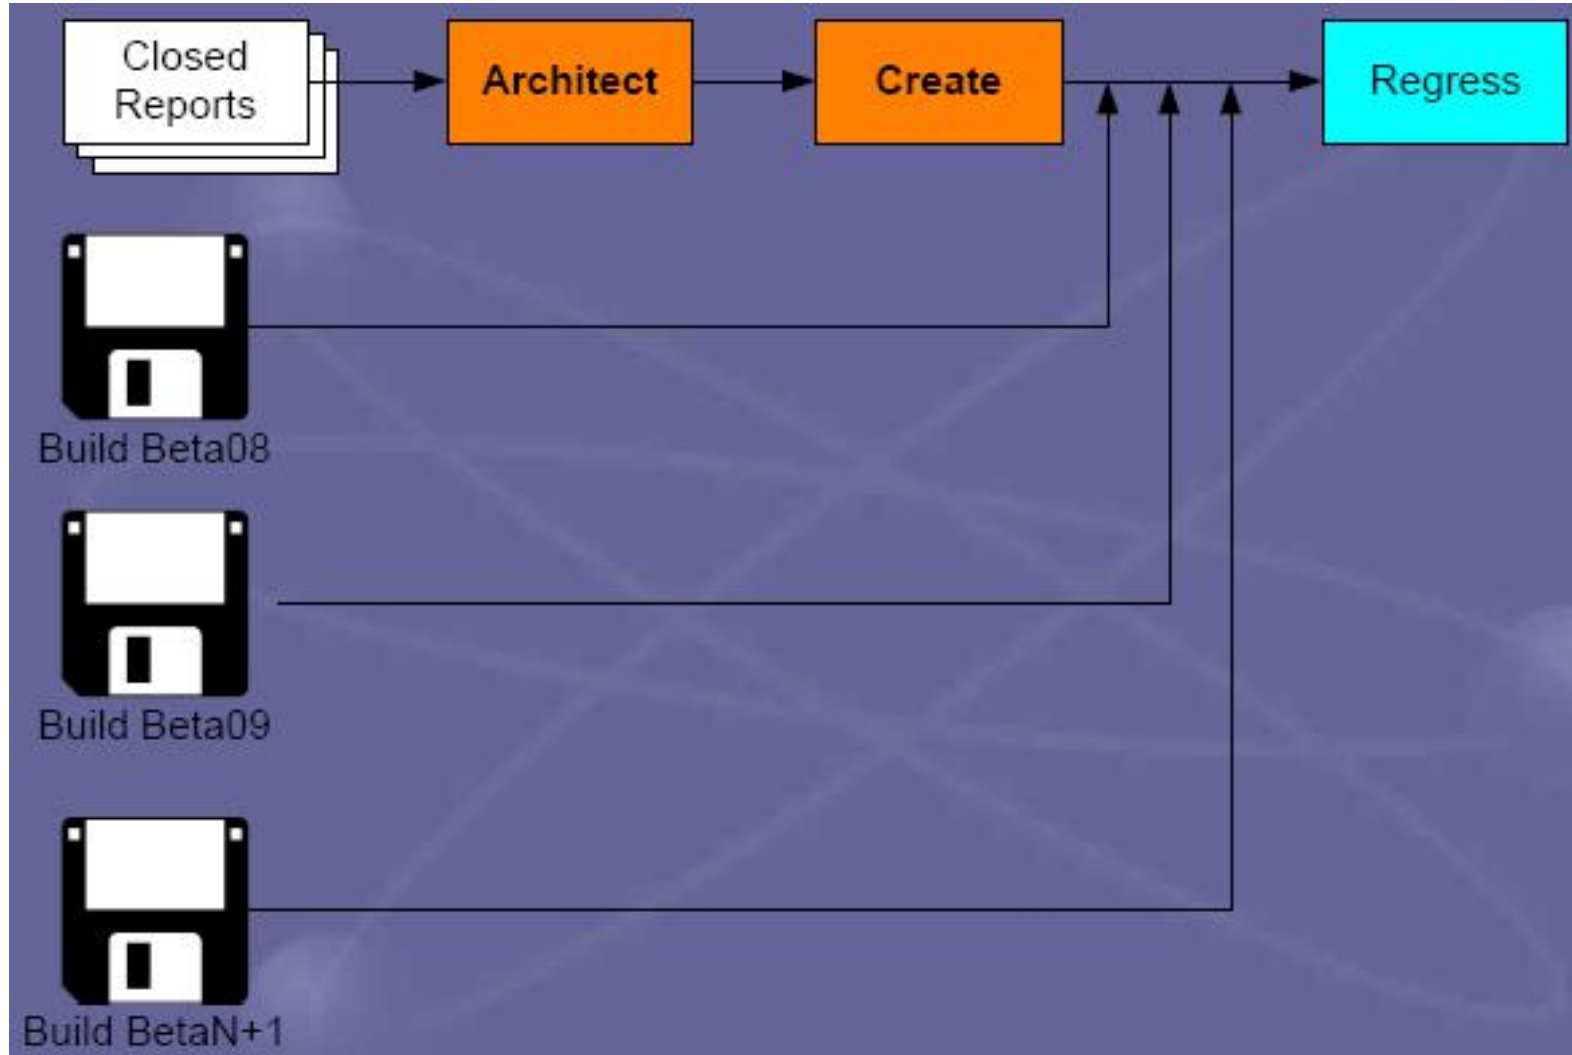 Closed
Reports
Architect
Create
Regress
Build Beta08
Build Beta09
Build BetaN+1